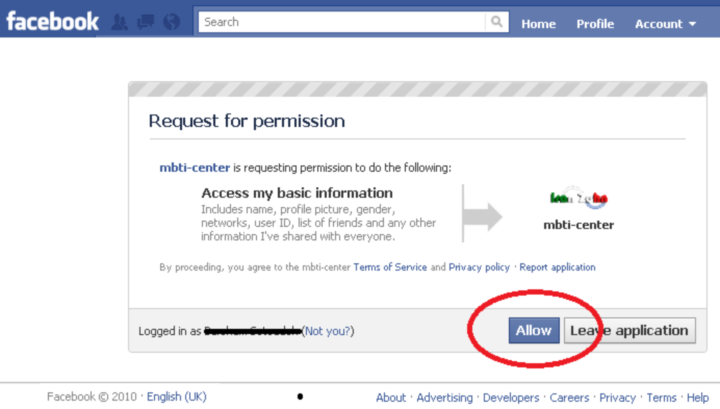 facebook Search Home Profile Account
Request for permission
mbti-center is requesting permission to do the following:
Access my basic information
Includes name, profile picture, gender,
networks, user ID, list of friends and any other
information I've shared with everyone.
mbti-center
By proceeding, you agree to the mbti-center Terms of Service and Privacy policy · Report application
Logged in as (Not you?) Allow Leave application
Facebook © 2010 · English (UK) About · Advertising · Developers · Careers · Privacy · Terms · Help